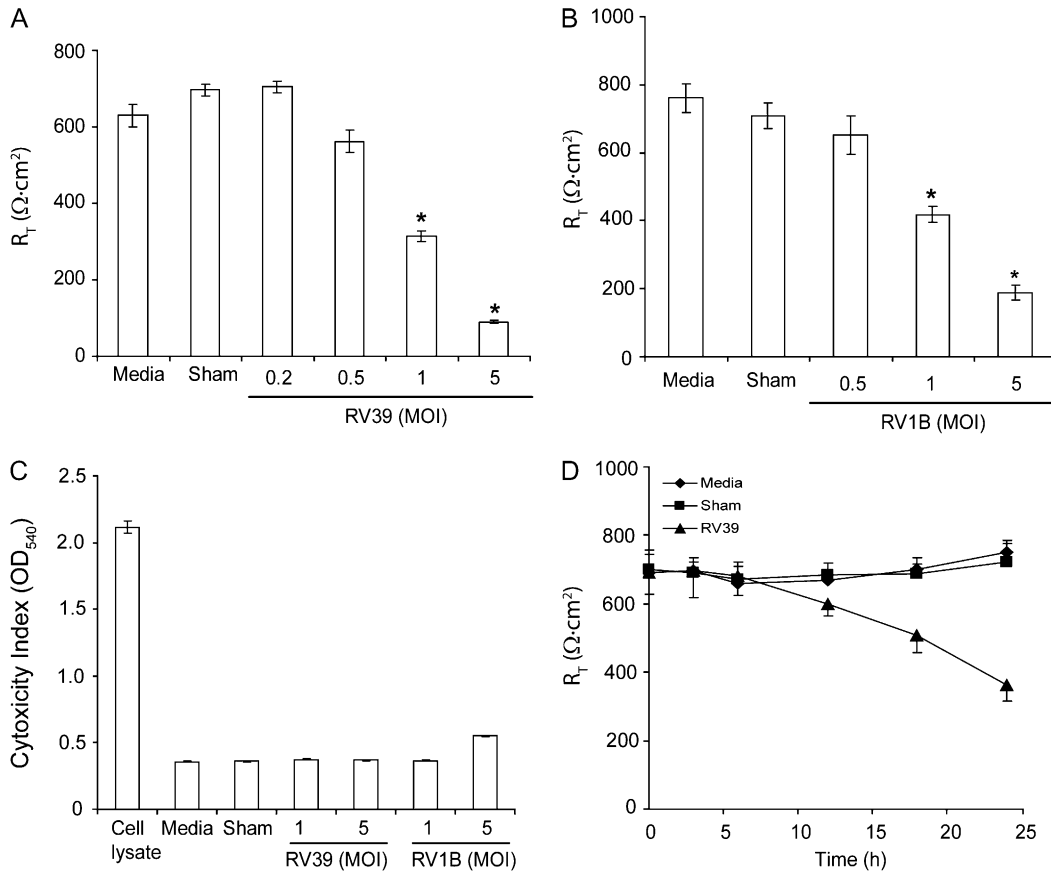 A
R_T (Ω·cm²)
800
600
400
200
0
*
*
Media Sham 0.2 0.5 1 5
RV39 (MOI)
B
R_T (Ω·cm²)
1000
800
600
400
200
0
*
*
Media Sham 0.5 1 5
RV1B (MOI)
C
Cytoxicity Index (OD₅₄₀)
2.5
2.0
1.5
1.0
0.5
0
Cell Media Sham 1 5 1 5
lysate
RV39 (MOI) RV1B (MOI)
D
R_T (Ω·cm²)
1000
800
600
400
200
0
Media
Sham
RV39
0 5 10 15 20 25
Time (h)